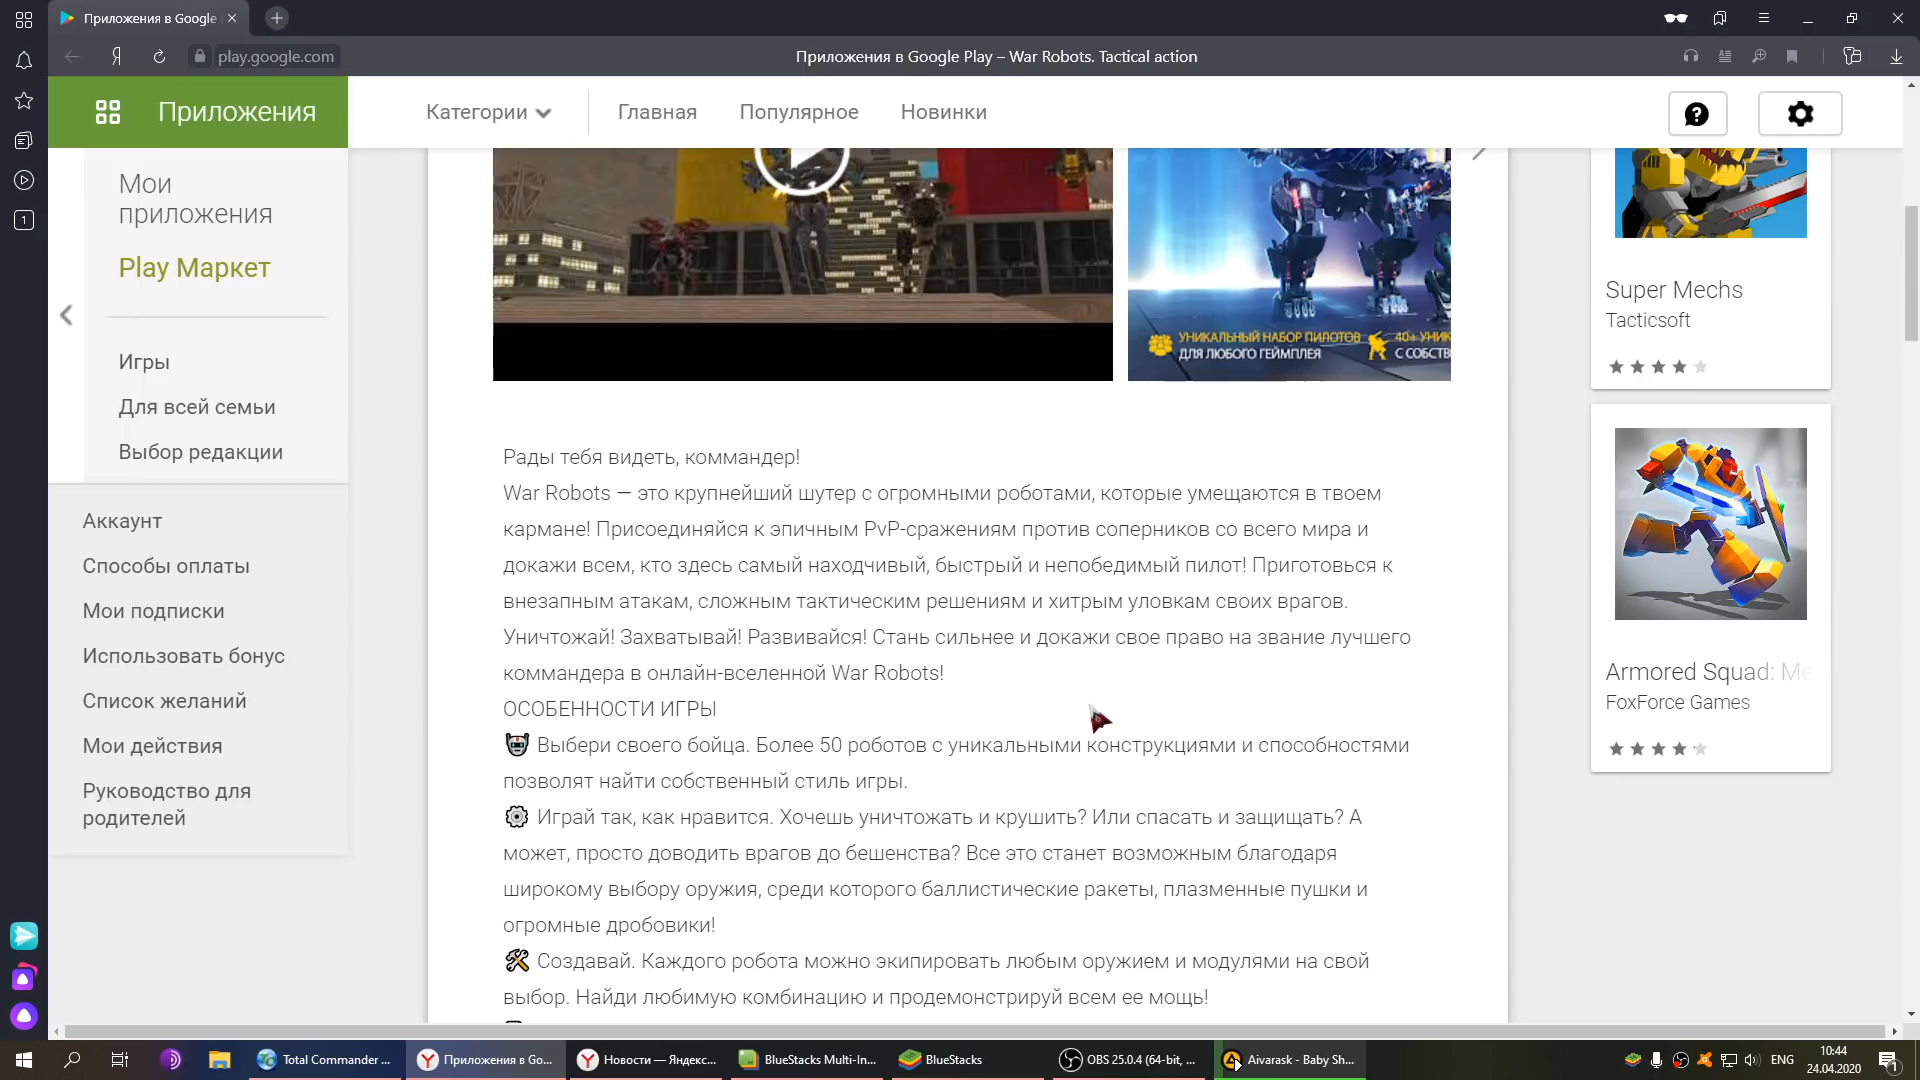 Приложения в Google
Я
play.google.com
Приложения в Google Play – War Robots. Tactical action
Приложения
Категории
Главная
Популярное
Новинки
1
Мои
приложения
Play Маркет
Игры
Для всей семьи
Выбор редакции
Аккаунт
Способы оплаты
Мои подписки
Использовать бонус
Список желаний
Мои действия
Руководство для
родителей
УНИКАЛЬНЫЙ НАБОР ПИЛОТОВ
ДЛЯ ЛЮБОГО ГЕЙМПЛЕЯ
40+ УНИК
С СОБСТВ
Рады тебя видеть, коммандер!
War Robots — это крупнейший шутер с огромными роботами, которые умещаются в твоем
кармане! Присоединяйся к эпичным PvP-сражениям против соперников со всего мира и
докажи всем, кто здесь самый находчивый, быстрый и непобедимый пилот! Приготовься к
внезапным атакам, сложным тактическим решениям и хитрым уловкам своих врагов.
Уничтожай! Захватывай! Развивайся! Стань сильнее и докажи свое право на звание лучшего
коммандера в онлайн-вселенной War Robots!
ОСОБЕННОСТИ ИГРЫ
🤖 Выбери своего бойца. Более 50 роботов с уникальными конструкциями и способностями
позволят найти собственный стиль игры.
⚙ Играй так, как нравится. Хочешь уничтожать и крушить? Или спасать и защищать? А
может, просто доводить врагов до бешенства? Все это станет возможным благодаря
широкому выбору оружия, среди которого баллистические ракеты, плазменные пушки и
огромные дробовики!
🛠 Создавай. Каждого робота можно экипировать любым оружием и модулями на свой
выбор. Найди любимую комбинацию и продемонстрируй всем ее мощь!
Super Mechs
Tacticsoft
Armored Squad: Me
FoxForce Games
Total Commander ...
Приложения в Go...
Новости — Яндекс...
BlueStacks Multi-In...
BlueStacks
OBS 25.0.4 (64-bit, ...
Aivarask - Baby Sh...
ENG
10:44
24.04.2020
1